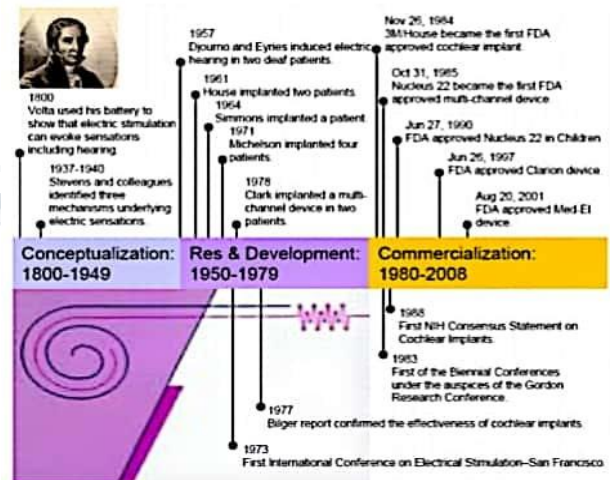 1800
Volta used his battery to
show that electric stimulation
can evoke sensations
including hearing.
1937-1940
Stevens and colleagues
identified three
mechanisms underlying
electric sensations.
1957
Djourno and Eyries induced electric
hearing in two deaf patients.
1961
House implanted two patients.
1964
Simmons implanted a patient.
1971
Michelson implanted four
patients.
1978
Clark implanted a multi-
channel device in two
patients.
Nov 26, 1984
3M/House became the first FDA
approved cochlear implant.
Oct 31, 1985
Nucleus 22 became the first FDA
approved multi-channel device.
Jun 27, 1990
FDA approved Nucleus 22 in Children
Jun 26, 1997
FDA approved Clarion device.
Aug 20, 2001
FDA approved Med-El
device.
Conceptualization:
1800-1949
Res & Development:
1950-1979
Commercialization:
1980-2008
1988
First NIH Consensus Statement on
Cochlear Implants.
1983
First of the Biennial Conferences
under the auspices of the Gordon
Research Conference.
1977
Bilger report confirmed the effectiveness of cochlear implants.
1973
First International Conference on Electrical Stimulation–San Francisco